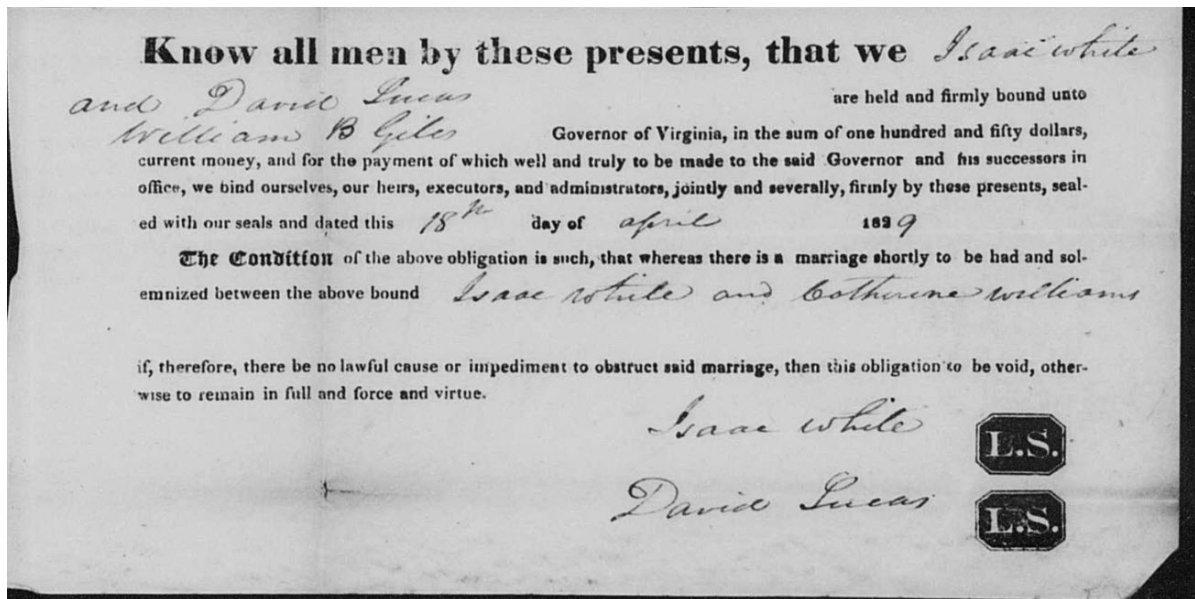 Know all men by these presents, that we Isaac White
and David Lucas are held and firmly bound unto
William B Giles Governor of Virginia, in the sum of one hundred and fifty dollars,
current money, and for the payment of which well and truly to be made to the said Governor and his successors in
office, we bind ourselves, our heirs, executors, and administrators, jointly and severally, firmly by these presents, seal-
ed with our seals and dated this 18th day of april 1829
The Condition of the above obligation is such, that whereas there is a marriage shortly to be had and sol-
emnized between the above bound Isaac White and Catherine Williams
if, therefore, there be no lawful cause or impediment to obstruct said marriage, then this obligation to be void, other-
wise to remain in full and force and virtue.
Isaac White L.S.
David Lucas L.S.